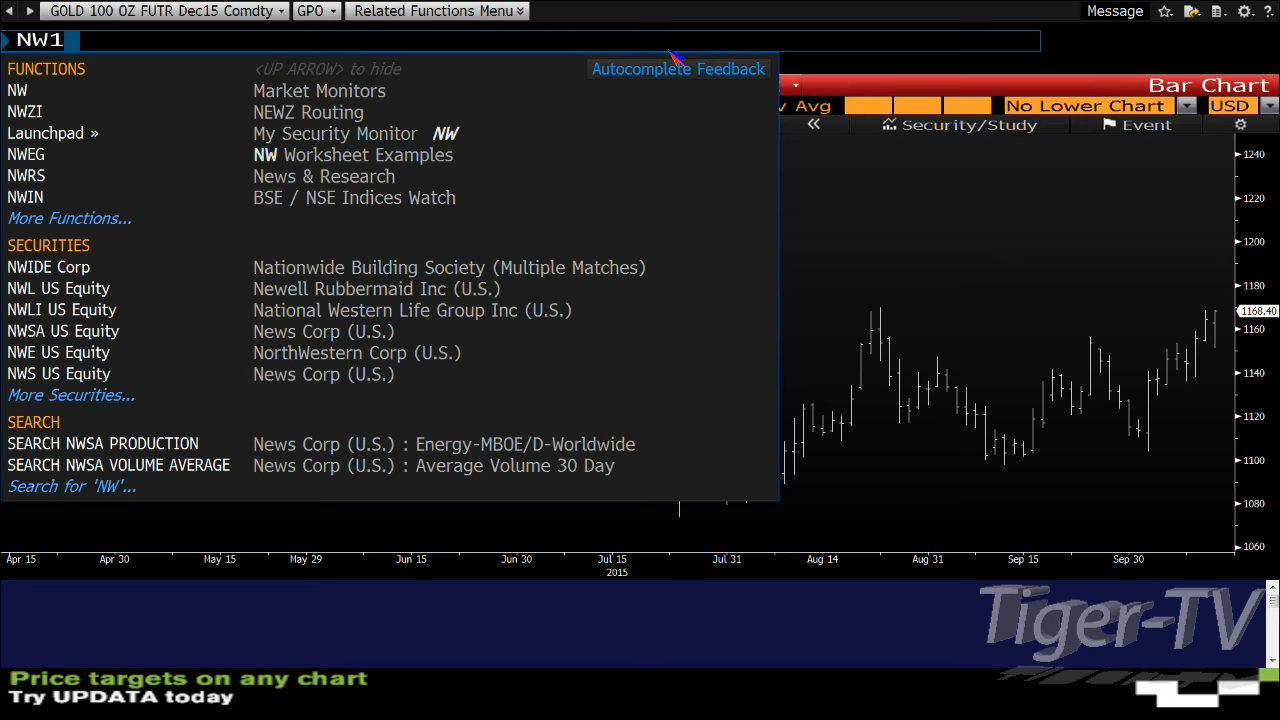 GOLD 100 OZ FUTR Dec15 Comdty GPO Related Functions Menu Message ?
NW1
FUNCTIONS <UP ARROW> to hide Autocomplete Feedback
NW Market Monitors
NWZI NEWZ Routing
Launchpad » My Security Monitor NW
NWEG NW Worksheet Examples
NWRS News & Research
NWIN BSE / NSE Indices Watch
More Functions...
SECURITIES
NWIDE Corp Nationwide Building Society (Multiple Matches)
NWL US Equity Newell Rubbermaid Inc (U.S.)
NWLI US Equity National Western Life Group Inc (U.S.)
NWSA US Equity News Corp (U.S.)
NWE US Equity NorthWestern Corp (U.S.)
NWS US Equity News Corp (U.S.)
More Securities...
SEARCH
SEARCH NWSA PRODUCTION News Corp (U.S.) : Energy-MBOE/D-Worldwide
SEARCH NWSA VOLUME AVERAGE News Corp (U.S.) : Average Volume 30 Day
Search for 'NW'...
Bar Chart
Avg No Lower Chart USD
« Security/Study Event
1240
1220
1200
1180
1168.40
1160
1140
1120
1100
1080
1060
Apr 15 Apr 30 May 15 May 29 Jun 15 Jun 30 Jul 15 Jul 31 Aug 14 Aug 31 Sep 15 Sep 30
2015
Tiger-TV
Price targets on any chart
Try UPDATA today